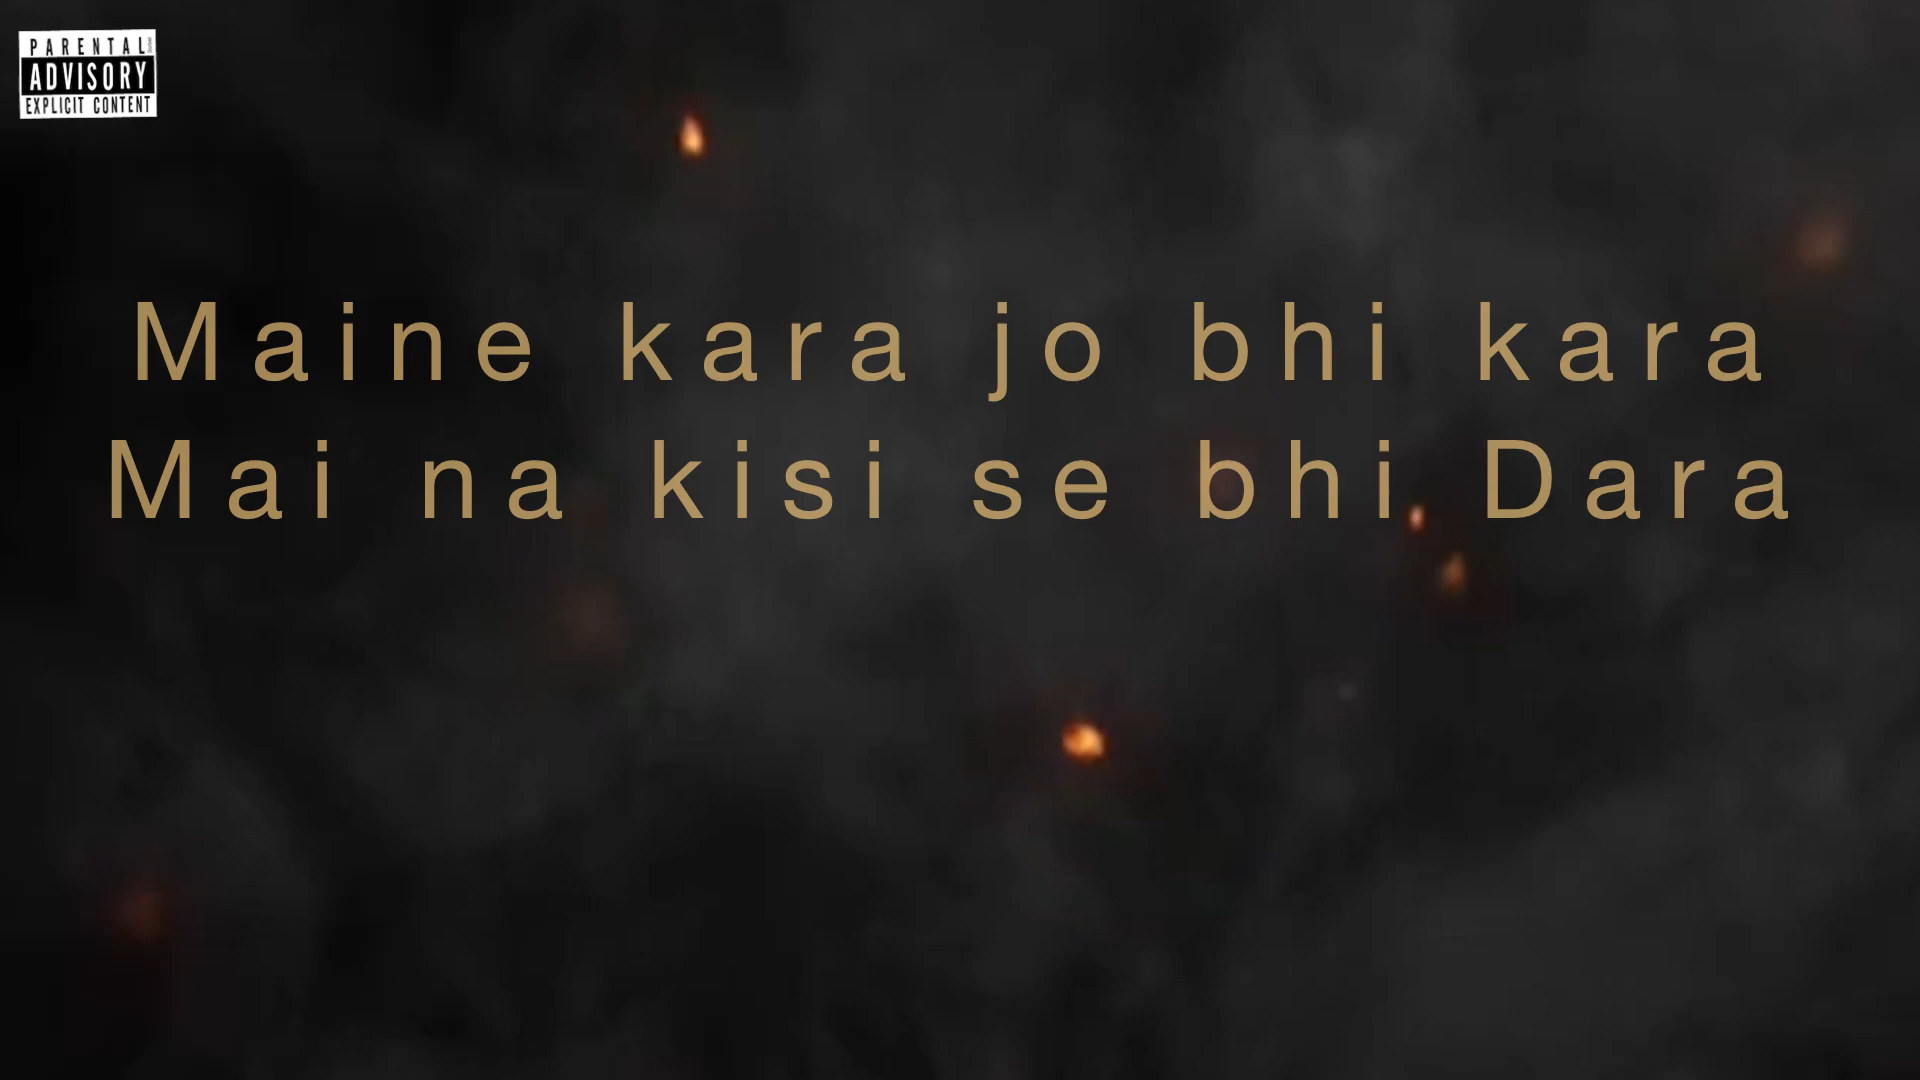 PARENTAL
ADVISORY
EXPLICIT CONTENT
Maine kara jo bhi kara
Mai na kisi se bhi Dara